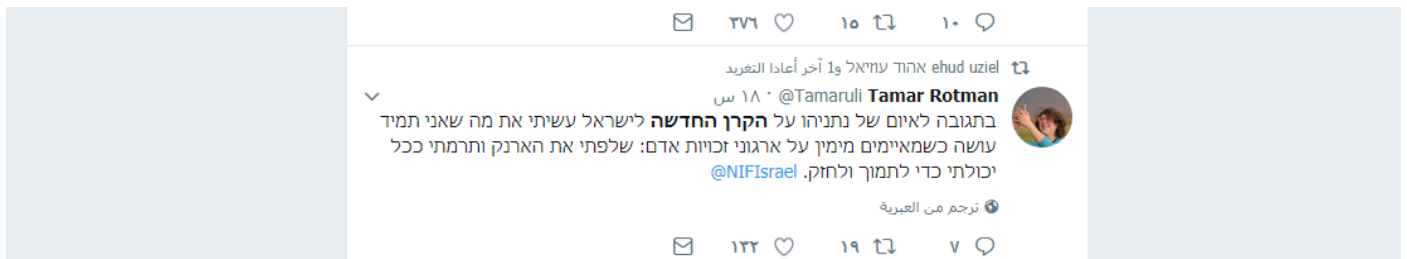 ١٠ ١٥ ٣٧٦
ehud uziel אהוד עוזיאל و1 آخر أعادا التغريد
Tamar Rotman @Tamaruli · ١٨ س
בתגובה לאיום של נתניהו על הקרן החדשה לישראל עשיתי את מה שאני תמיד
עושה כשמאיימים מימין על ארגוני זכויות אדם: שלפתי את הארנק ותרמתי ככל
יכולתי כדי לתמוך ולחזק. @NIFIsrael
ترجم من العبرية
٧ ١٩ ١٣٢